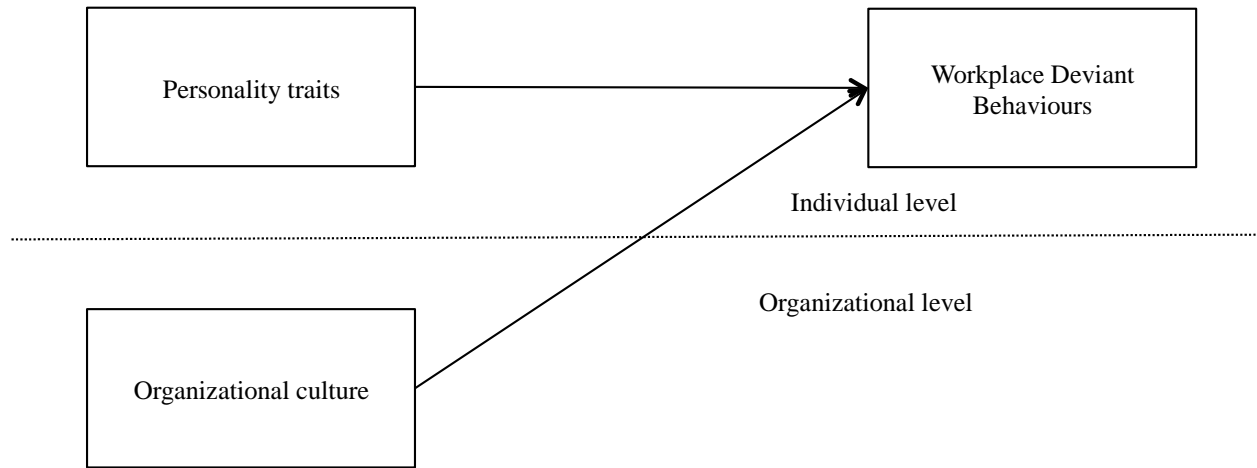 Personality traits
Workplace Deviant
Behaviours
Individual level
Organizational level
Organizational culture